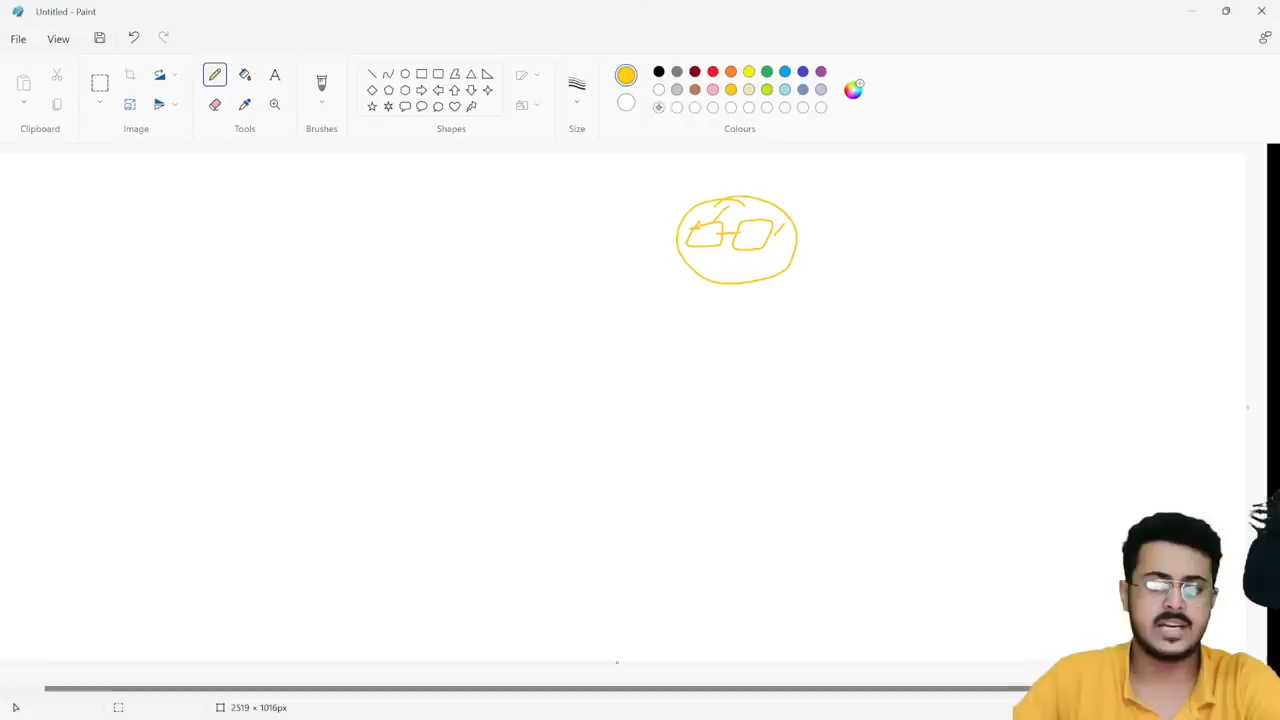 Untitled - Paint
File View
Clipboard
Image
Tools
Brushes
Shapes
Size
Colours
2519 × 1016px